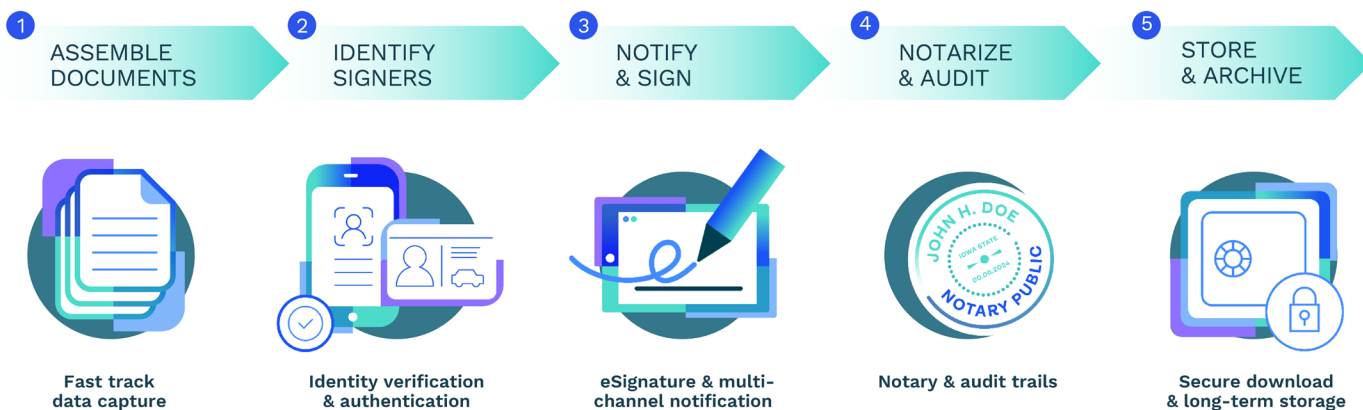 1
ASSEMBLE
DOCUMENTS
2
IDENTIFY
SIGNERS
3
NOTIFY
& SIGN
4
NOTARIZE
& AUDIT
5
STORE
& ARCHIVE
JOHN H. DOE
IOWA STATE
00.00.2024
NOTARY PUBLIC
Fast track
data capture
Identity verification
& authentication
eSignature & multi-
channel notification
Notary & audit trails
Secure download
& long-term storage